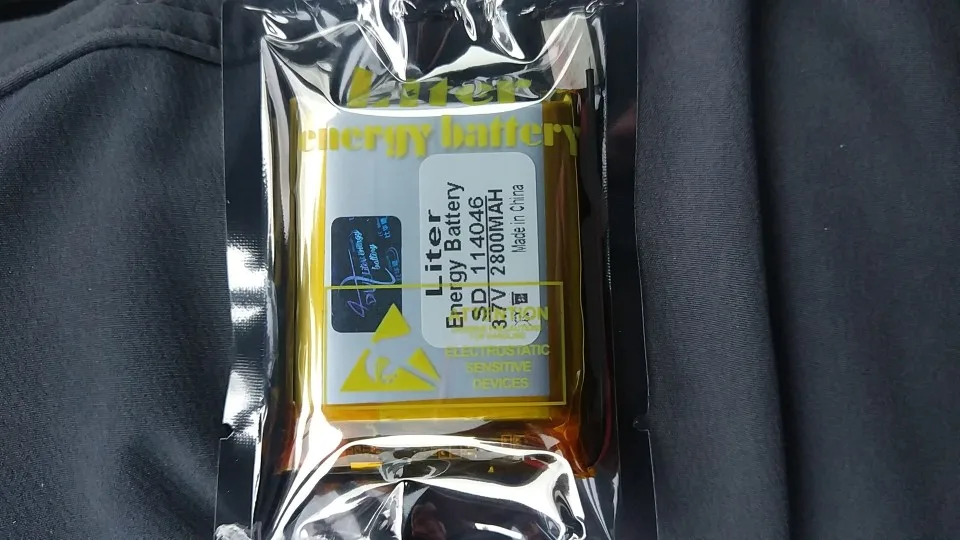 Liter
energy battery
Liter
Energy Battery
SD 114046
3.7V 2800MAH
Made in China
ATTENTION
ELECTROSTATIC
SENSITIVE
DEVICES